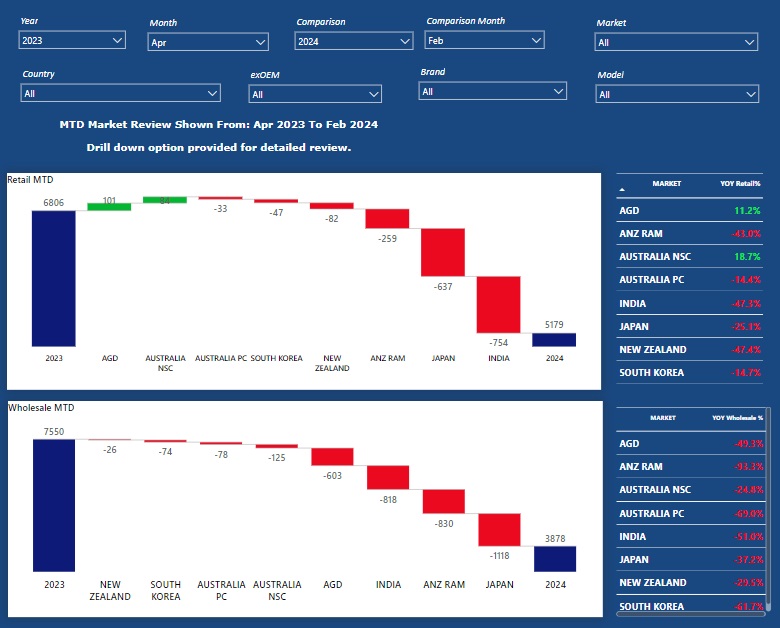 Year
Month
Comparison
Comparison Month
Market
2023
Apr
2024
Feb
All
Country
exOEM
Brand
Model
All
All
All
All
MTD Market Review Shown From: Apr 2023 To Feb 2024
Drill down option provided for detailed review.
Retail MTD
6806
101
84
-33
-47
-82
-259
-637
-754
5179
2023
AGD
AUSTRALIA NSC
AUSTRALIA PC
SOUTH KOREA
NEW ZEALAND
ANZ RAM
JAPAN
INDIA
2024
MARKET YOY Retail%
AGD 11.2%
ANZ RAM -43.0%
AUSTRALIA NSC 18.7%
AUSTRALIA PC -14.4%
INDIA -47.3%
JAPAN -25.1%
NEW ZEALAND -47.4%
SOUTH KOREA -14.7%
Wholesale MTD
7550
-26
-74
-78
-125
-603
-818
-830
-1118
3878
2023
NEW ZEALAND
SOUTH KOREA
AUSTRALIA PC
AUSTRALIA NSC
AGD
INDIA
ANZ RAM
JAPAN
2024
MARKET YOY Wholesale %
AGD -49.3%
ANZ RAM -93.3%
AUSTRALIA NSC -24.8%
AUSTRALIA PC -69.0%
INDIA -51.0%
JAPAN -37.2%
NEW ZEALAND -29.5%
SOUTH KOREA -61.7%